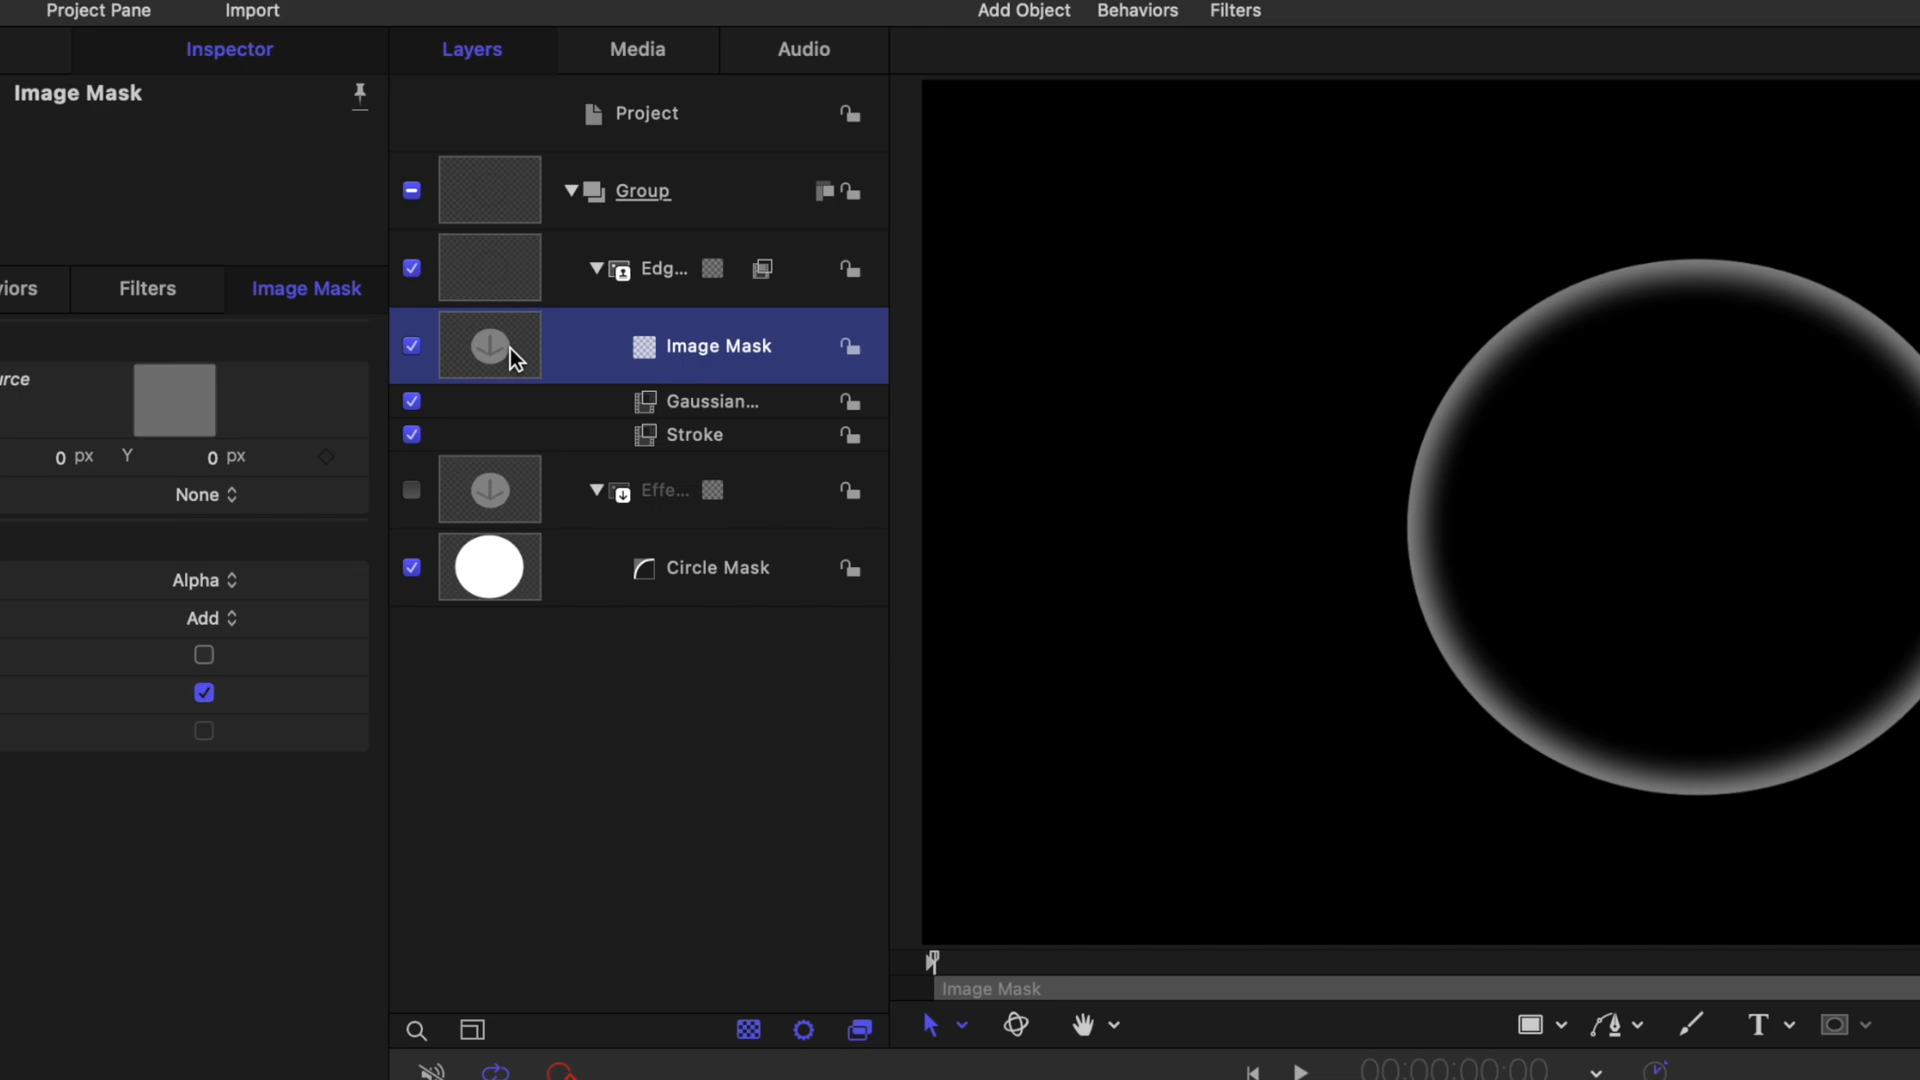 Project Pane
Import
Add Object
Behaviors
Filters
Inspector
Layers
Media
Audio
Image Mask
Project
Group
Edg...
Image Mask
Gaussian...
Stroke
Effe...
Circle Mask
iors
Filters
Image Mask
urce
0 px Y 0 px
None
Alpha
Add
Image Mask
T
00:00:00:00